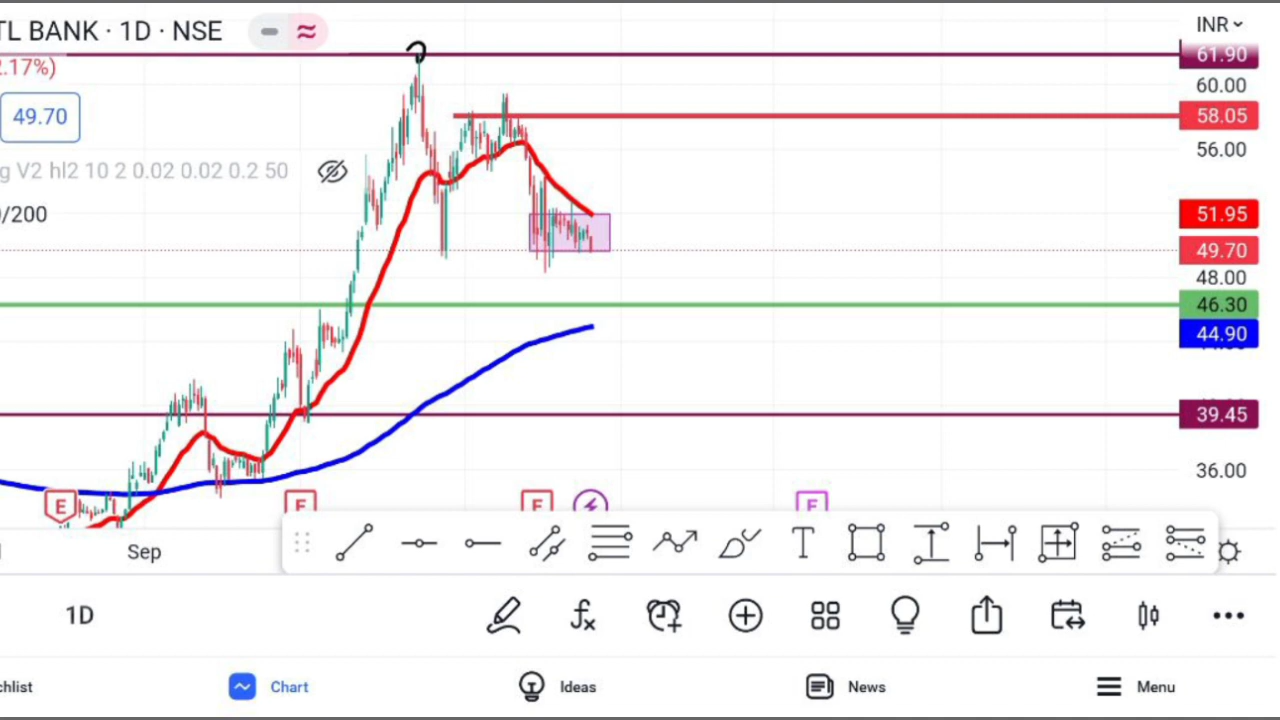 TL BANK · 1D · NSE
INR
61.90
2.17%)
60.00
49.70
58.05
56.00
g V2 hl2 10 2 0.02 0.02 0.2 50
/200
51.95
49.70
48.00
46.30
44.90
39.45
36.00
E
E
E
E
Sep
T
1D
fx
chlist
Chart
Ideas
News
Menu